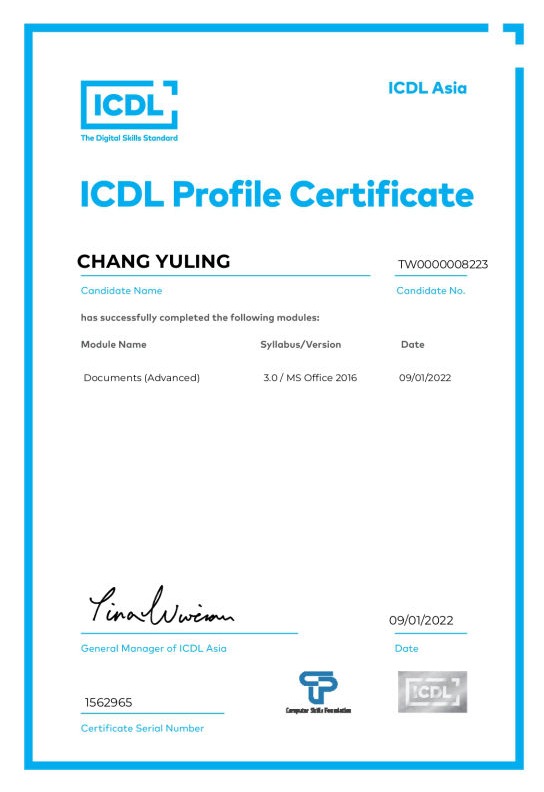 ICDL Asia
ICDL
The Digital Skills Standard
ICDL Profile Certificate
CHANG YULING TW0000008223
Candidate Name Candidate No.
has successfully completed the following modules:
Module Name Syllabus/Version Date
Documents (Advanced) 3.0 / MS Office 2016 09/01/2022
09/01/2022
General Manager of ICDL Asia Date
1562965
Computer Skills Foundation
ICDL
Certificate Serial Number